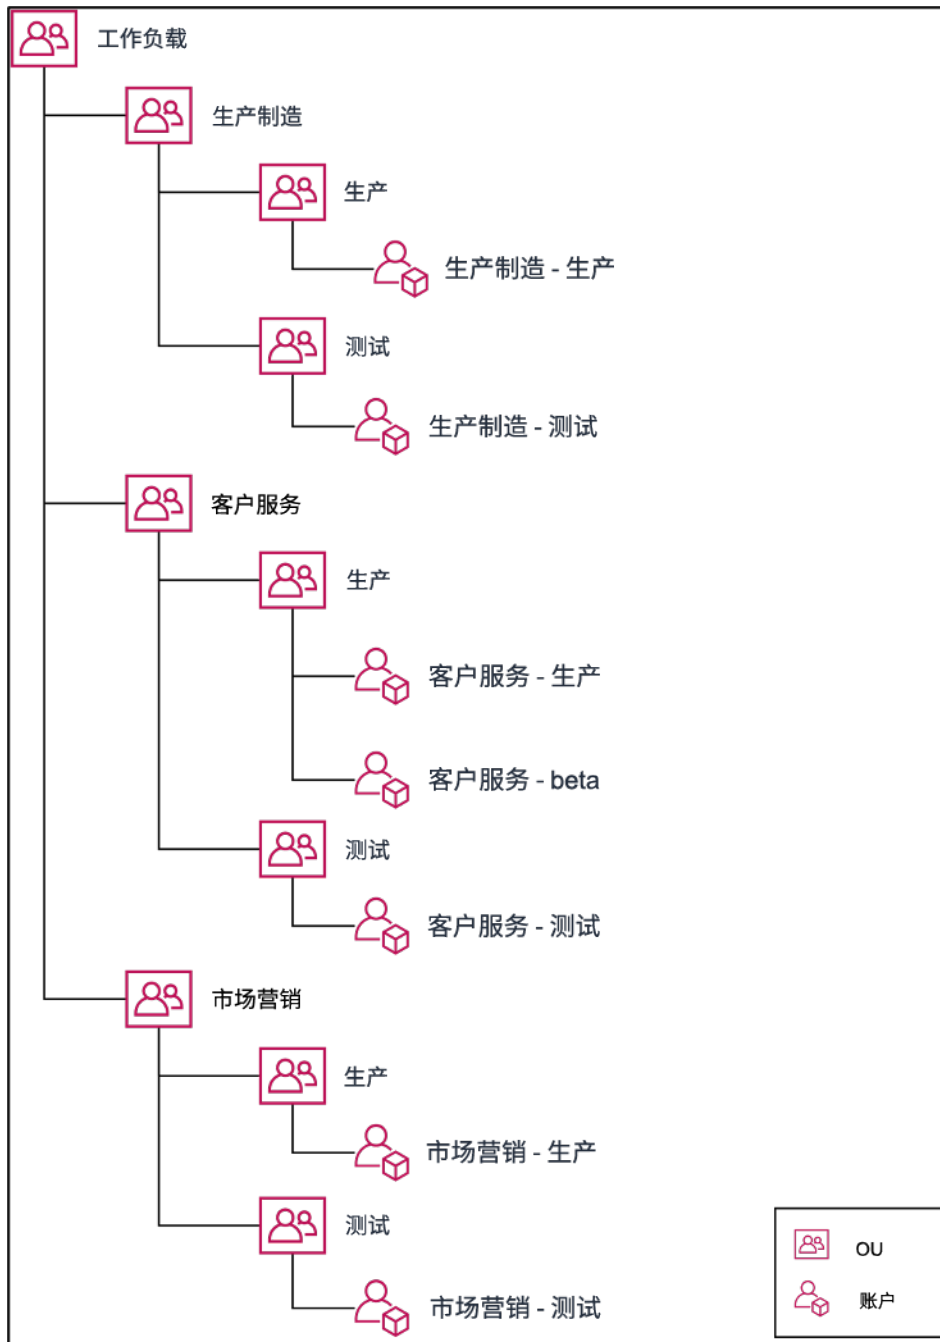 工作负载
生产制造
生产
生产制造 - 生产
测试
生产制造 - 测试
客户服务
生产
客户服务 - 生产
客户服务 - beta
测试
客户服务 - 测试
市场营销
生产
市场营销 - 生产
测试
市场营销 - 测试
OU
账户